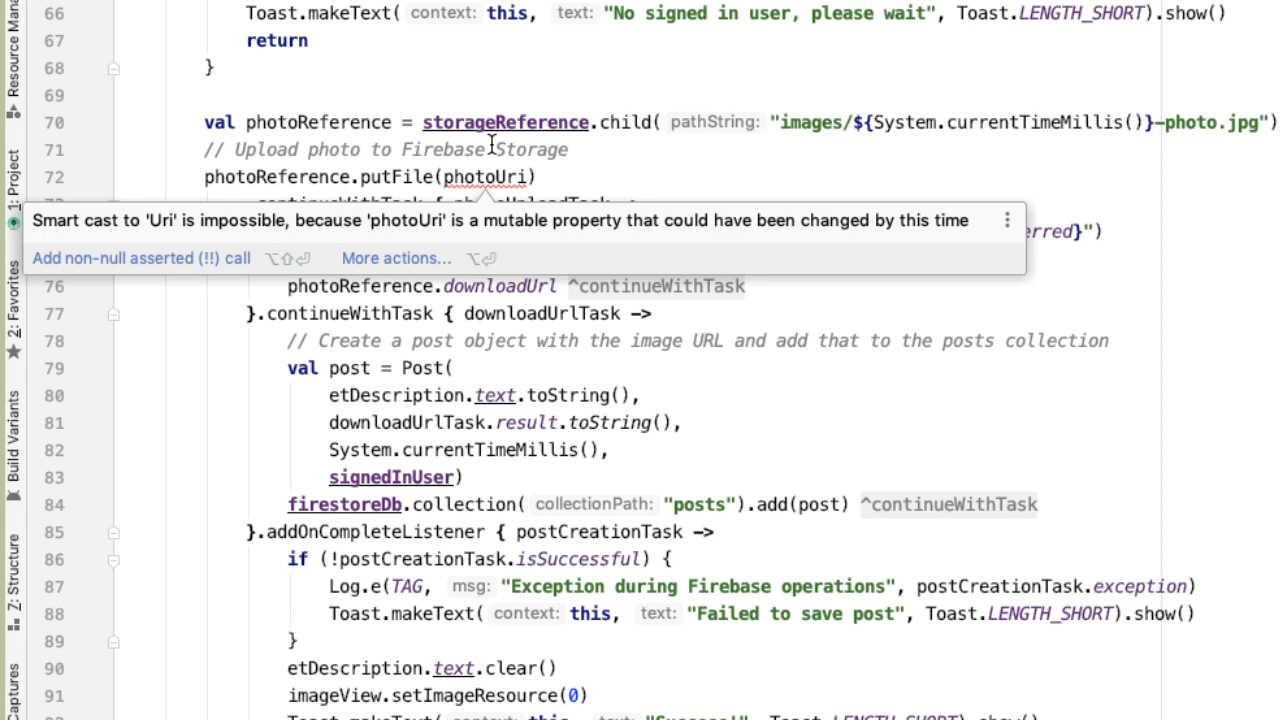 66 Toast.makeText( context: this, text: "No signed in user, please wait", Toast.LENGTH_SHORT).show()
67 return
68 }
69
70 val photoReference = storageReference.child( pathString: "images/${System.currentTimeMillis()}-photo.jpg")
71 // Upload photo to Firebase Storage
72 photoReference.putFile(photoUri)
Smart cast to 'Uri' is impossible, because 'photoUri' is a mutable property that could have been changed by this time
erred}")
Add non-null asserted (!!) call ⌥⇧⏎ More actions... ⌥⏎
76 photoReference.downloadUrl ^continueWithTask
77 }.continueWithTask { downloadUrlTask ->
78 // Create a post object with the image URL and add that to the posts collection
79 val post = Post(
80 etDescription.text.toString(),
81 downloadUrlTask.result.toString(),
82 System.currentTimeMillis(),
83 signedInUser)
84 firestoreDb.collection( collectionPath: "posts").add(post) ^continueWithTask
85 }.addOnCompleteListener { postCreationTask ->
86 if (!postCreationTask.isSuccessful) {
87 Log.e(TAG, msg: "Exception during Firebase operations", postCreationTask.exception)
88 Toast.makeText( context: this, text: "Failed to save post", Toast.LENGTH_SHORT).show()
89 }
90 etDescription.text.clear()
91 imageView.setImageResource(0)
Resource Man
1: Project
2: Favorites
Build Variants
Z: Structure
Captures